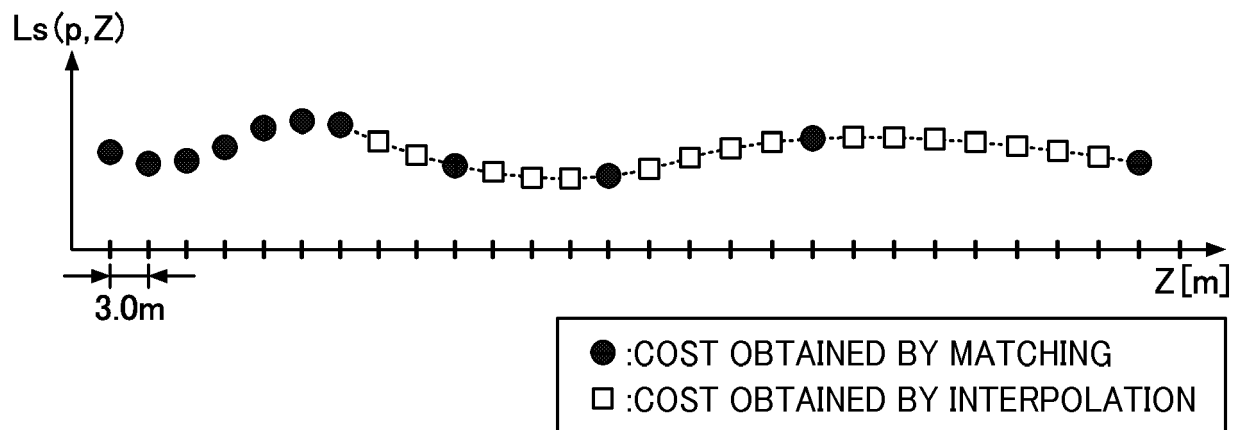 Ls(p,Z)
3.0m
Z[m]
●:COST OBTAINED BY MATCHING
□:COST OBTAINED BY INTERPOLATION